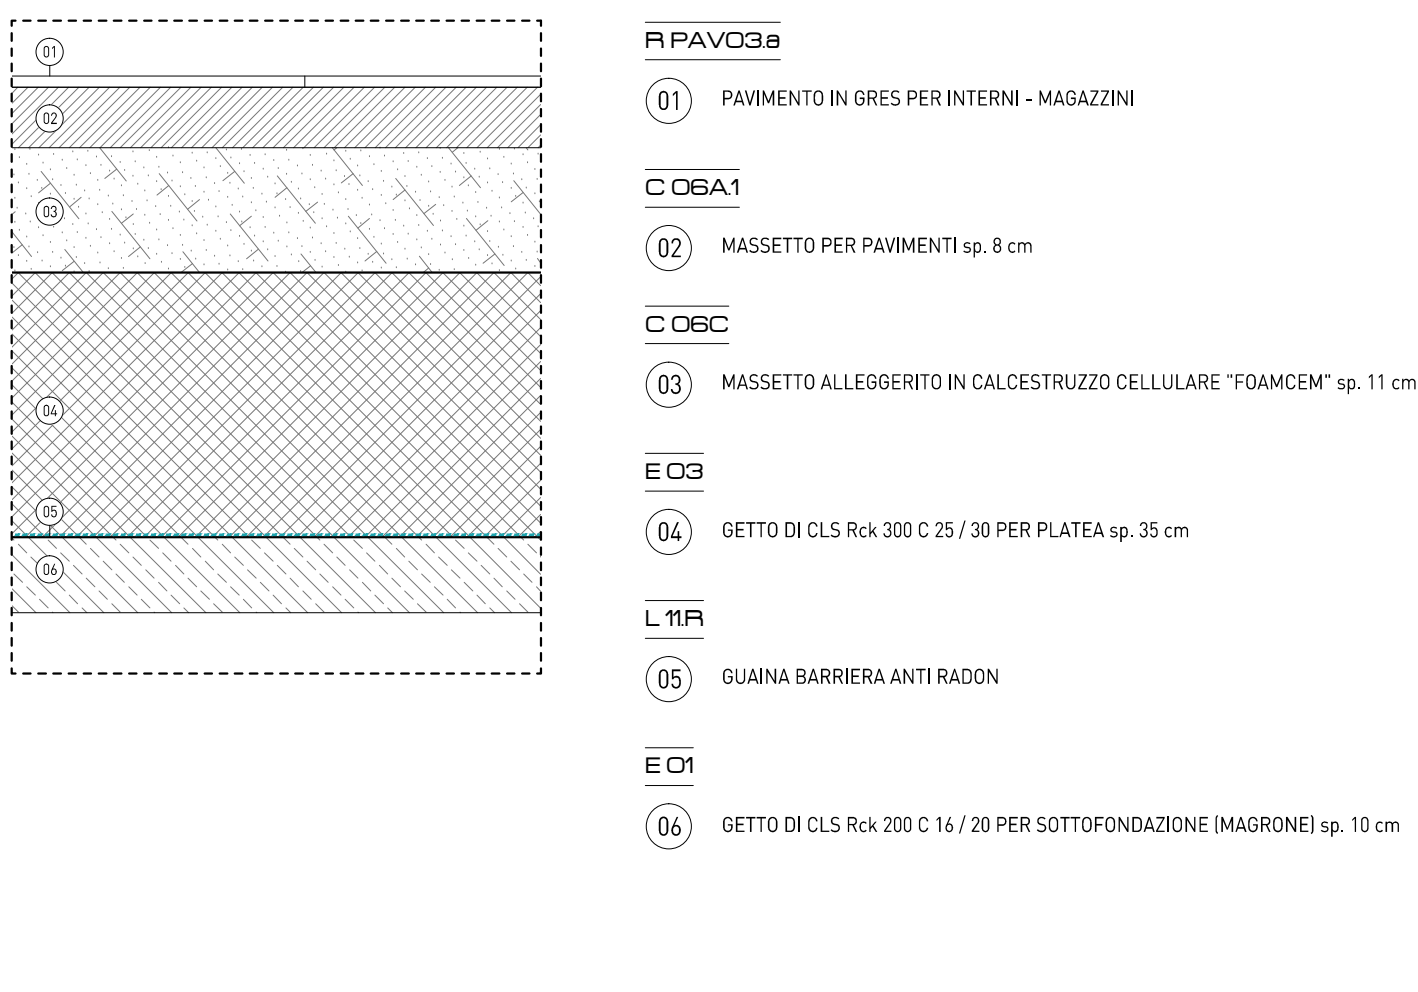 01
02
03
04
05
06
R PAV03.a
01 PAVIMENTO IN GRES PER INTERNI - MAGAZZINI
C 06A.1
02 MASSETTO PER PAVIMENTI sp. 8 cm
C 06C
03 MASSETTO ALLEGGERITO IN CALCESTRUZZO CELLULARE "FOAMCEM" sp. 11 cm
E 03
04 GETTO DI CLS Rck 300 C 25 / 30 PER PLATEA sp. 35 cm
L 11.R
05 GUAINA BARRIERA ANTI RADON
E 01
06 GETTO DI CLS Rck 200 C 16 / 20 PER SOTTOFONDAZIONE (MAGRONE) sp. 10 cm